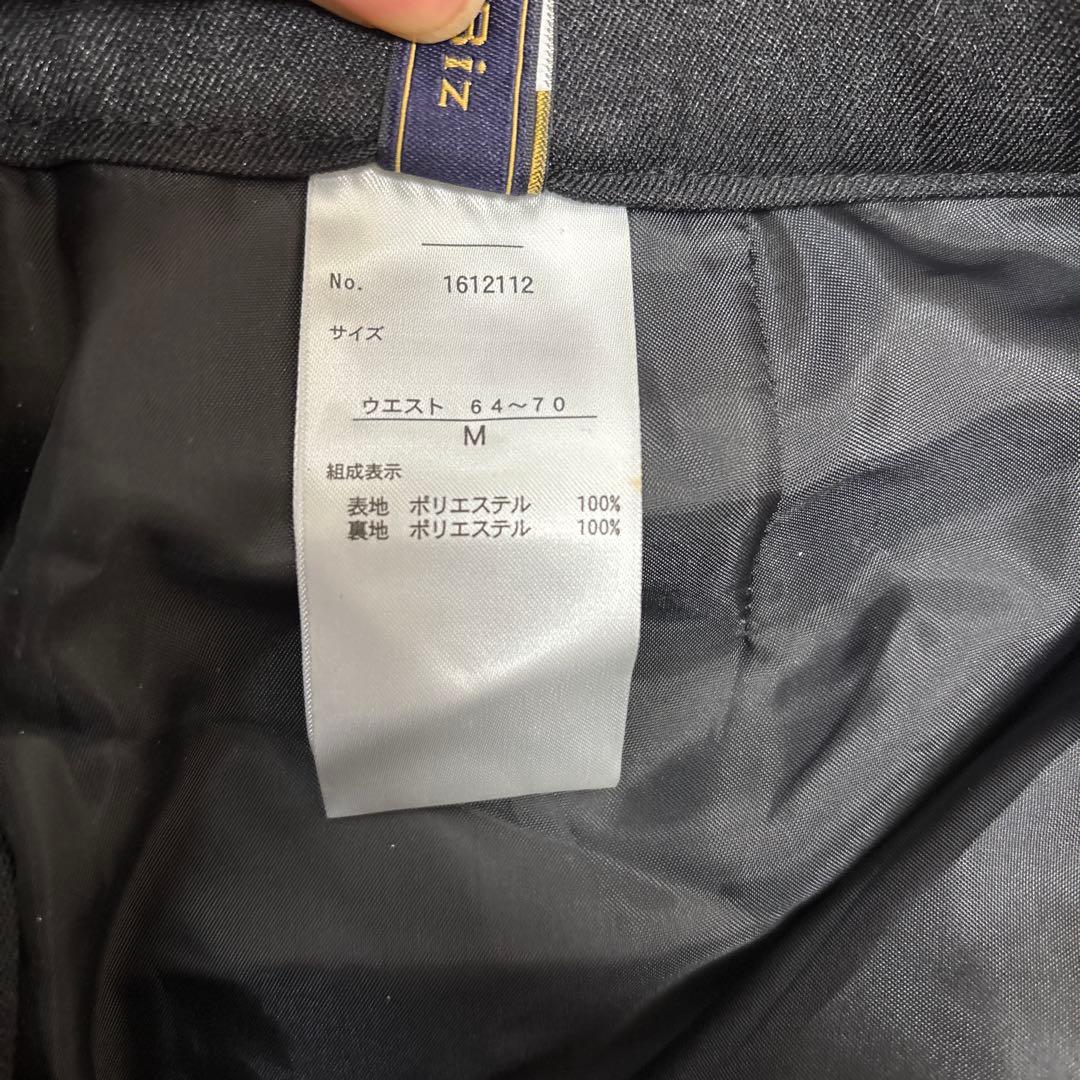 Biz
No. 1612112
サイズ
ウエスト 64～70
M
組成表示
表地 ポリエステル 100%
裏地 ポリエステル 100%